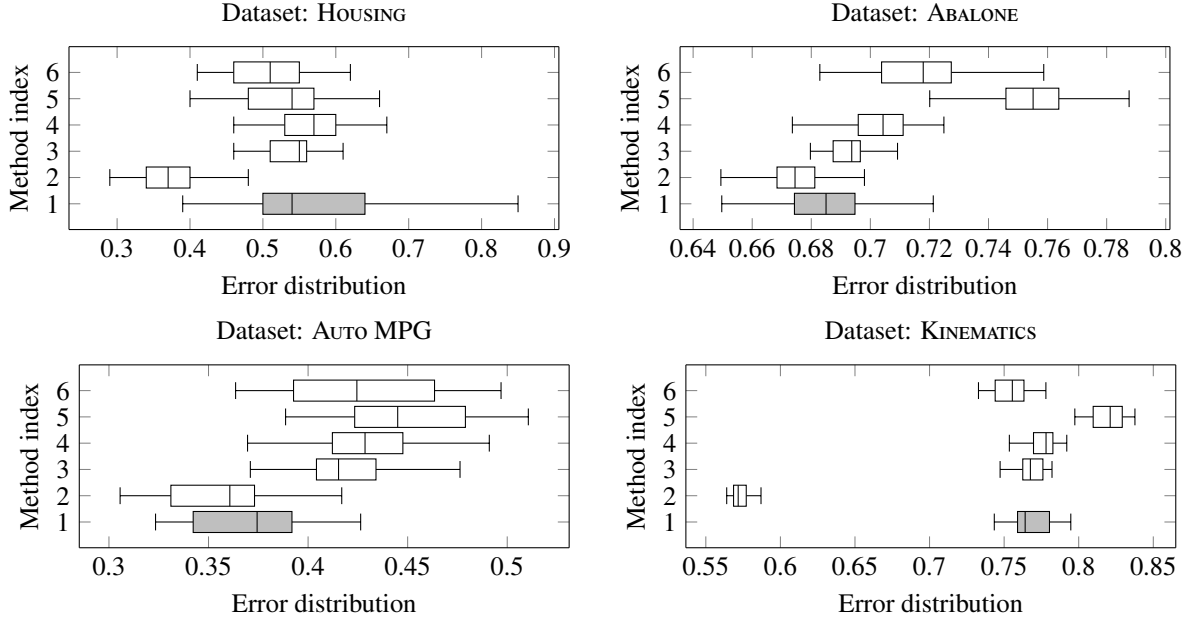 Dataset: Housing
Method index
6
5
4
3
2
1
0.3 0.4 0.5 0.6 0.7 0.8 0.9
Error distribution
Dataset: Abalone
Method index
6
5
4
3
2
1
0.64 0.66 0.68 0.7 0.72 0.74 0.76 0.78 0.8
Error distribution
Dataset: Auto MPG
Method index
6
5
4
3
2
1
0.3 0.35 0.4 0.45 0.5
Error distribution
Dataset: Kinematics
Method index
6
5
4
3
2
1
0.55 0.6 0.65 0.7 0.75 0.8 0.85
Error distribution